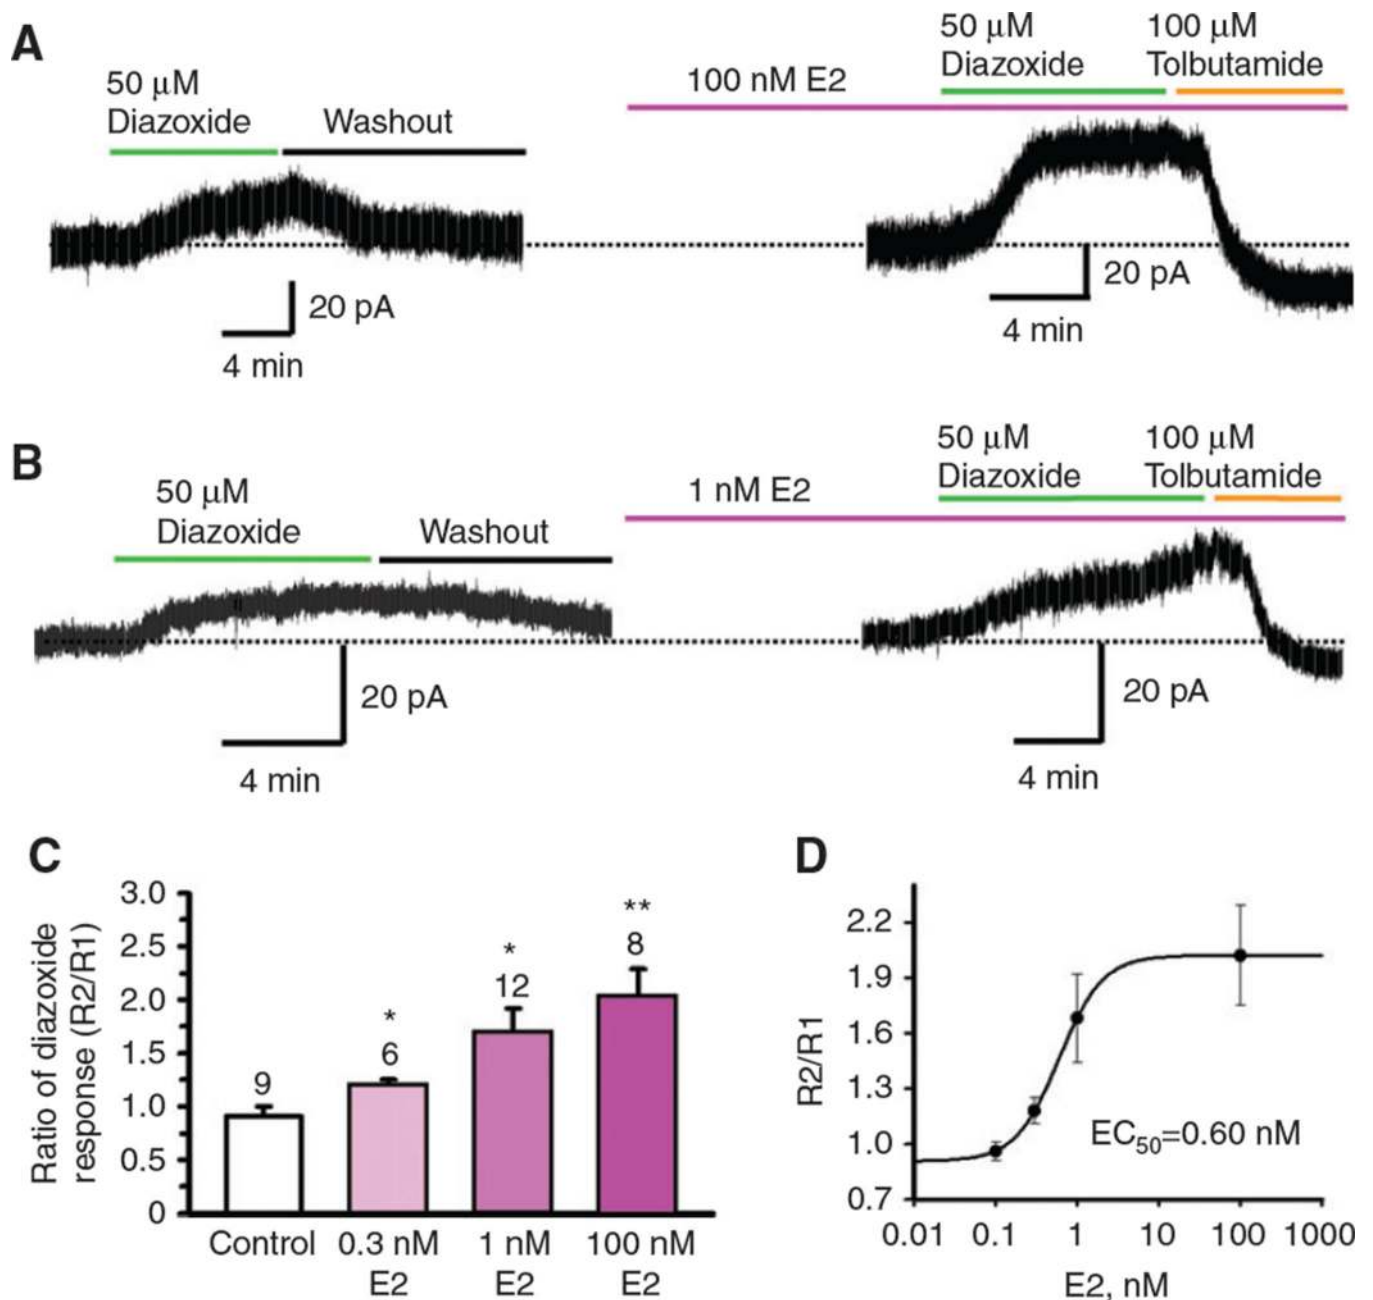 A
50 μM
Diazoxide
Washout
100 nM E2
50 μM
Diazoxide
100 μM
Tolbutamide
20 pA
4 min
20 pA
4 min
B
50 μM
Diazoxide
Washout
1 nM E2
50 μM
Diazoxide
100 μM
Tolbutamide
20 pA
4 min
20 pA
4 min
C
Ratio of diazoxide
response (R2/R1)
3.0
2.5
2.0
1.5
1.0
0.5
0
9
*
6
*
12
**
8
Control
0.3 nM
E2
1 nM
E2
100 nM
E2
D
R2/R1
2.2
1.9
1.6
1.3
1.0
0.7
EC50=0.60 nM
0.01 0.1 1 10 100 1000
E2, nM